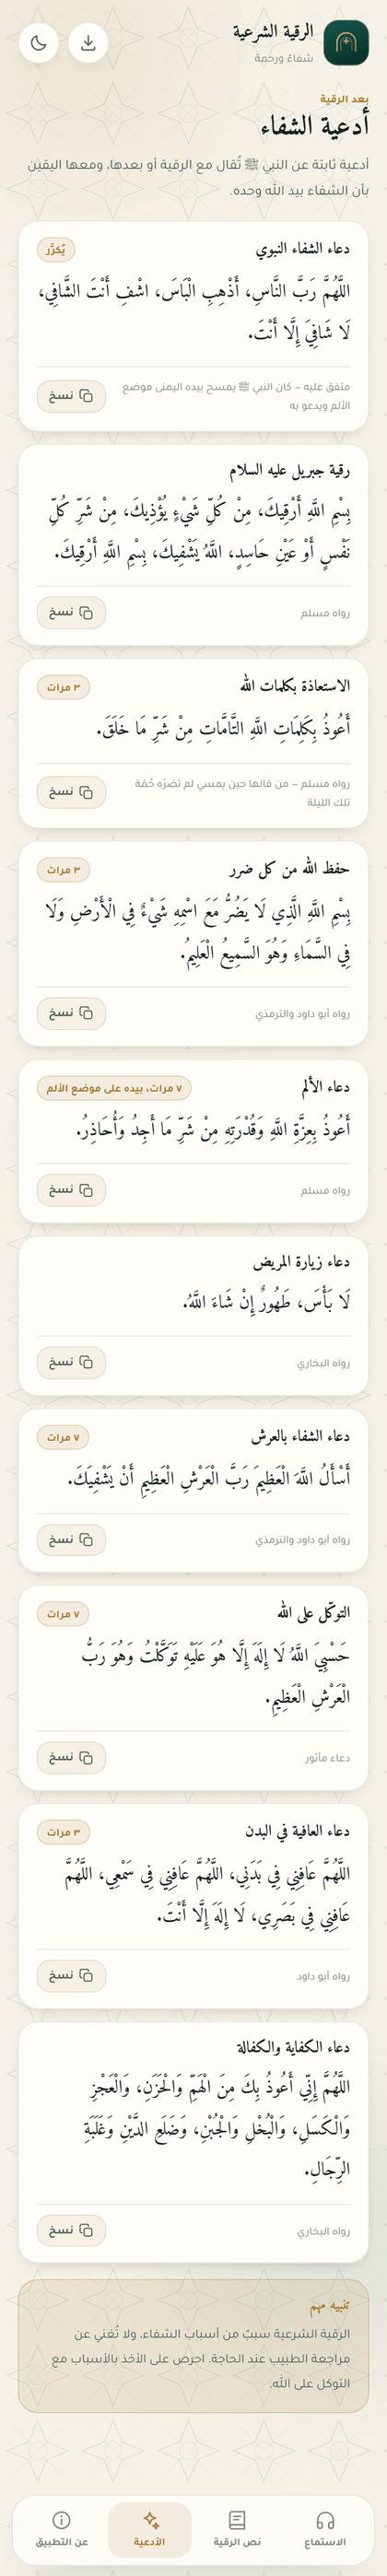 الرقية الشرعية
شفاءٌ ورحمة
بعد الرقية
أدعية الشفاء
أدعية ثابتة عن النبي ﷺ تُقال مع الرقية أو بعدها، ومعها اليقين
بأن الشفاء بيد الله وحده.
دعاء الشفاء النبوي
يُكرَّر
اللَّهُمَّ رَبَّ النَّاسِ، أَذْهِبِ الْبَاسَ، اشْفِ أَنْتَ الشَّافِي،
لَا شَافِيَ إِلَّا أَنْتَ.
متفق عليه – كان النبي ﷺ يمسح بيده اليمنى موضع
الألم ويدعو به
نسخ
رقية جبريل عليه السلام
بِسْمِ اللَّهِ أَرْقِيكَ، مِنْ كُلِّ شَيْءٍ يُؤْذِيكَ، مِنْ شَرِّ كُلِّ
نَفْسٍ أَوْ عَيْنِ حَاسِدٍ، اللَّهُ يَشْفِيكَ، بِسْمِ اللَّهِ أَرْقِيكَ.
رواه مسلم
نسخ
الاستعاذة بكلمات الله
٣ مرات
أَعُوذُ بِكَلِمَاتِ اللَّهِ التَّامَّاتِ مِنْ شَرِّ مَا خَلَقَ.
رواه مسلم – من قالها حين يمسي لم تضرّه حُمَة
تلك الليلة
نسخ
حفظ الله من كل ضرر
٣ مرات
بِسْمِ اللَّهِ الَّذِي لَا يَضُرُّ مَعَ اسْمِهِ شَيْءٌ فِي الْأَرْضِ وَلَا
فِي السَّمَاءِ وَهُوَ السَّمِيعُ الْعَلِيمُ.
رواه أبو داود والترمذي
نسخ
دعاء الألم
٧ مرات، بيده على موضع الألم
أَعُوذُ بِعِزَّةِ اللَّهِ وَقُدْرَتِهِ مِنْ شَرِّ مَا أَجِدُ وَأُحَاذِرُ.
رواه مسلم
نسخ
دعاء زيارة المريض
لَا بَأْسَ، طَهُورٌ إِنْ شَاءَ اللَّهُ.
رواه البخاري
نسخ
دعاء الشفاء بالعرش
٧ مرات
أَسْأَلُ اللَّهَ الْعَظِيمَ رَبَّ الْعَرْشِ الْعَظِيمِ أَنْ يَشْفِيَكَ.
رواه أبو داود والترمذي
نسخ
التوكّل على الله
٧ مرات
حَسْبِيَ اللَّهُ لَا إِلَهَ إِلَّا هُوَ عَلَيْهِ تَوَكَّلْتُ وَهُوَ رَبُّ
الْعَرْشِ الْعَظِيمِ.
دعاء مأثور
نسخ
دعاء العافية في البدن
٣ مرات
اللَّهُمَّ عَافِنِي فِي بَدَنِي، اللَّهُمَّ عَافِنِي فِي سَمْعِي، اللَّهُمَّ
عَافِنِي فِي بَصَرِي، لَا إِلَهَ إِلَّا أَنْتَ.
رواه أبو داود
نسخ
دعاء الكفاية والكفالة
اللَّهُمَّ إِنِّي أَعُوذُ بِكَ مِنَ الْهَمِّ وَالْحَزَنِ، وَالْعَجْزِ
وَالْكَسَلِ، وَالْبُخْلِ وَالْجُبْنِ، وَضَلَعِ الدَّيْنِ وَغَلَبَةِ
الرِّجَالِ.
رواه البخاري
نسخ
تنبيه مهم
الرقية الشرعية سببٌ من أسباب الشفاء، ولا تُغني عن
مراجعة الطبيب عند الحاجة. احرص على الأخذ بالأسباب مع
التوكل على الله.
الاستماع
نص الرقية
الأدعية
عن التطبيق